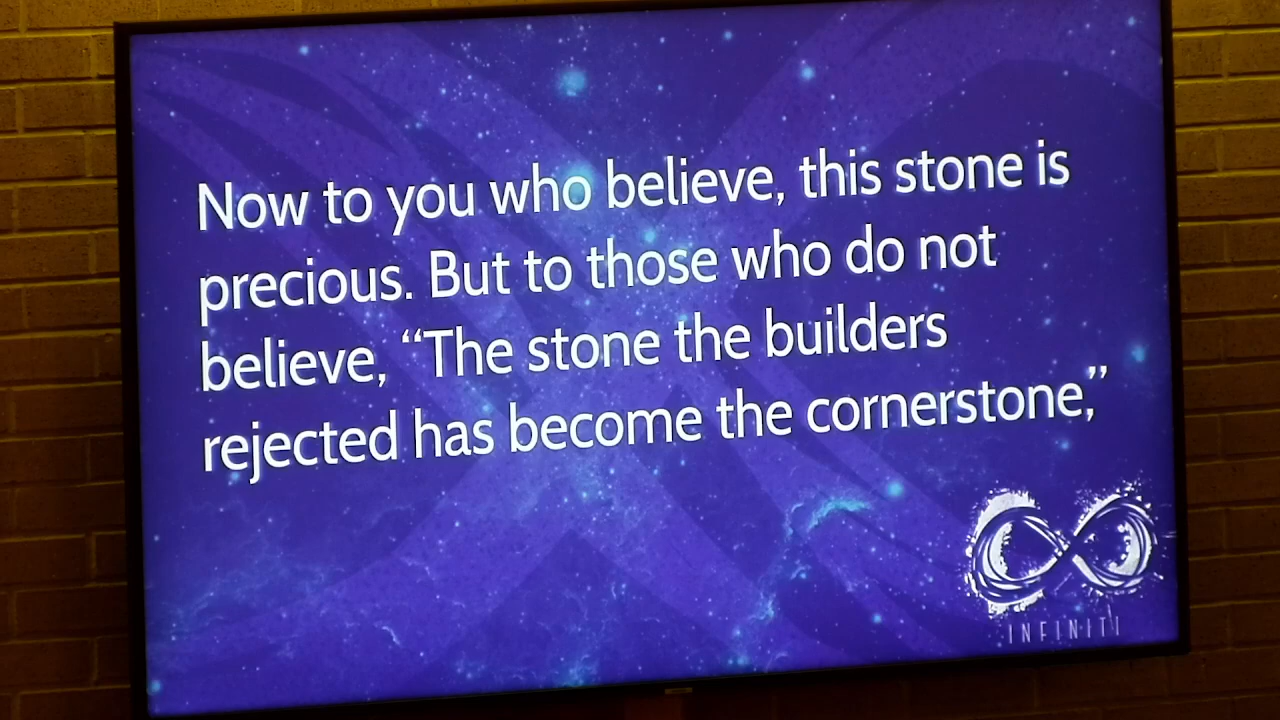 Now to you who believe, this stone is
precious. But to those who do not
believe, “The stone the builders
rejected has become the cornerstone,”
INFINITI